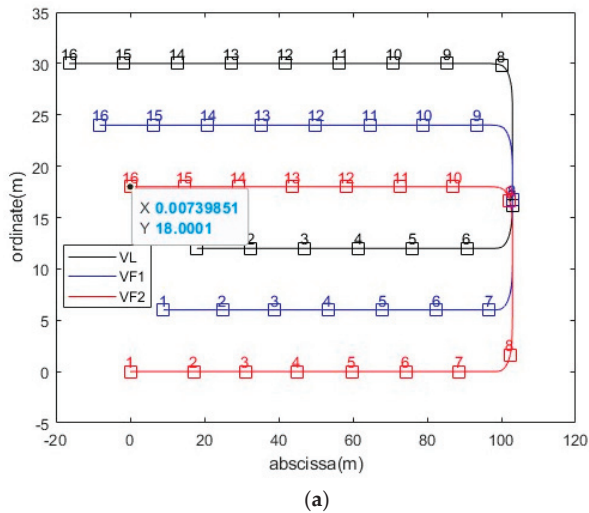 35
16 15 14 13 12 11 10 9 8
30
16 15 14 13 12 11 10 9
25
20
16 15 14 13 12 11 10
X 0.00739851
Y 18.0001
15
2 3 4 5 6
VL
VF1
VF2
10
1 2 3 4 5 6 7
5
8
1 2 3 4 5 6 7
0
-5
-20 0 20 40 60 80 100 120
ordinate(m)
abscissa(m)
(a)